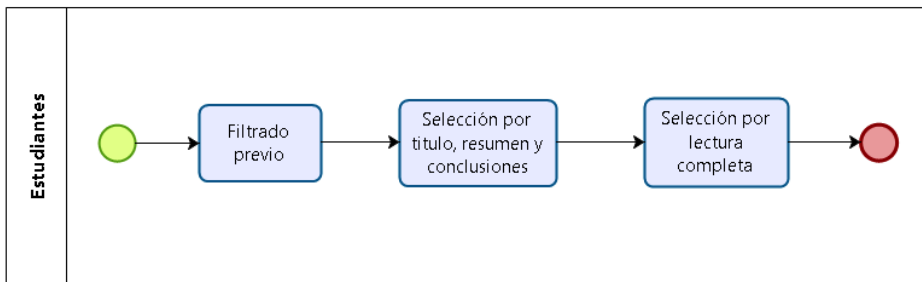 Estudiantes
Filtrado
previo
Selección por
titulo, resumen y
conclusiones
Selección por
lectura
completa